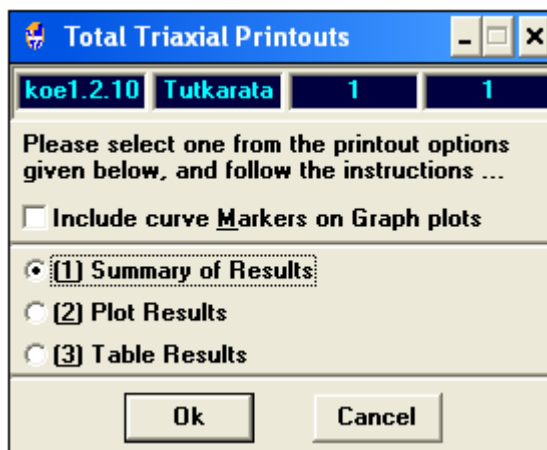 Total Triaxial Printouts
koe1.2.10 Tutkarata 1 1
Please select one from the printout options
given below, and follow the instructions ...
Include curve Markers on Graph plots
(1) Summary of Results
(2) Plot Results
(3) Table Results
Ok Cancel